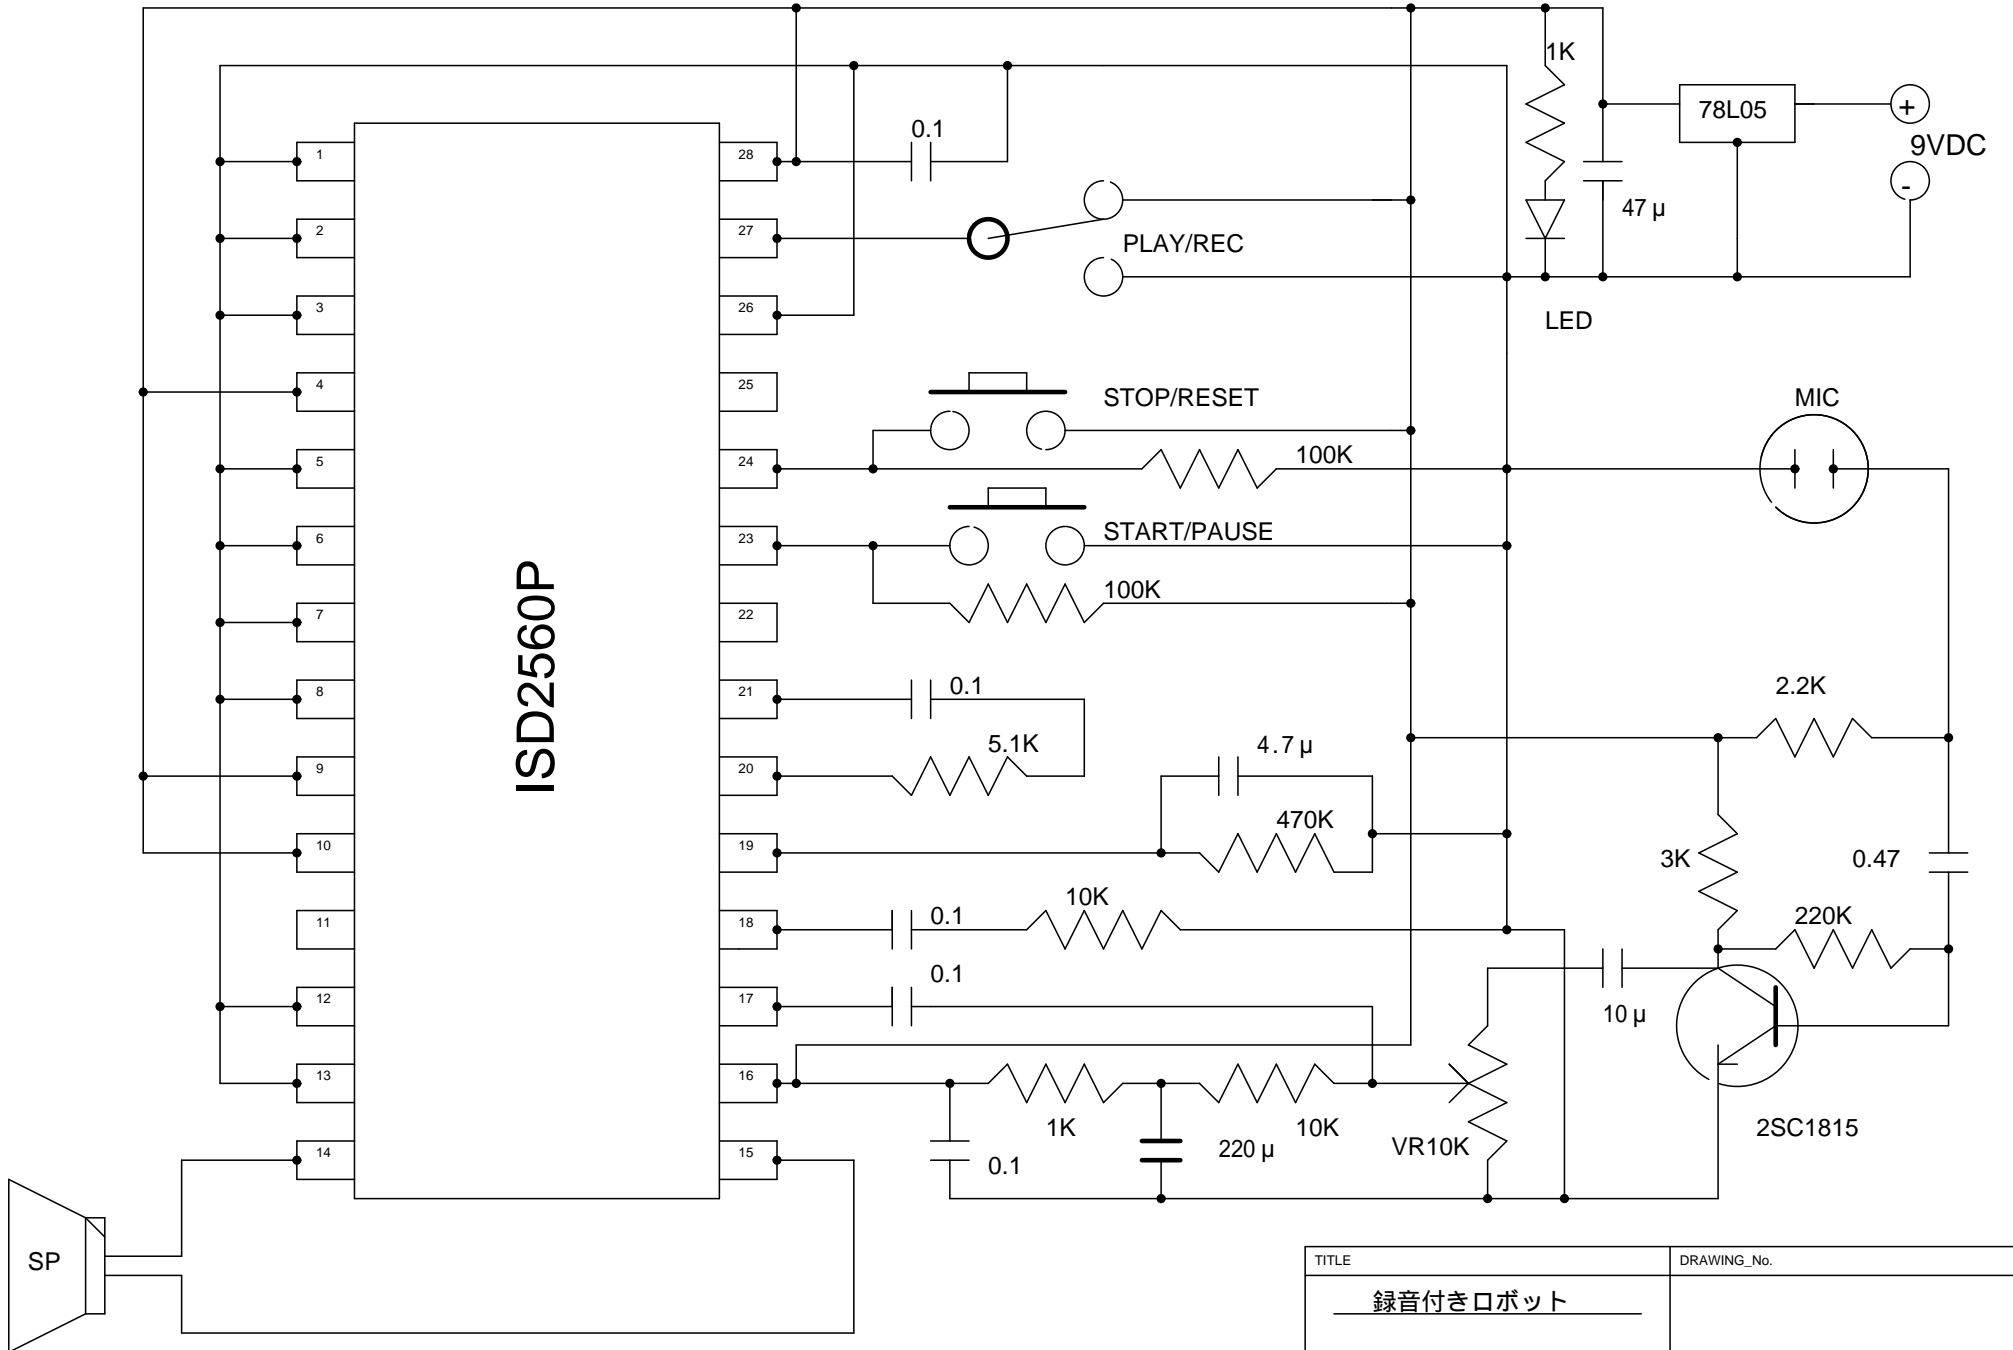 1K
78L05
+
9VDC
-
47 μ
LED
0.1
PLAY/REC
STOP/RESET
100K
START/PAUSE
100K
MIC
ISD2560P
1
2
3
4
5
6
7
8
9
10
11
12
13
14
28
27
26
25
24
23
22
21
20
19
18
17
16
15
0.1
5.1K
4.7 μ
470K
2.2K
3K
0.47
220K
10K
0.1
0.1
10 μ
1K
10K
0.1
220 μ
VR10K
2SC1815
SP
TITLE
DRAWING_No.
録音付きロボット